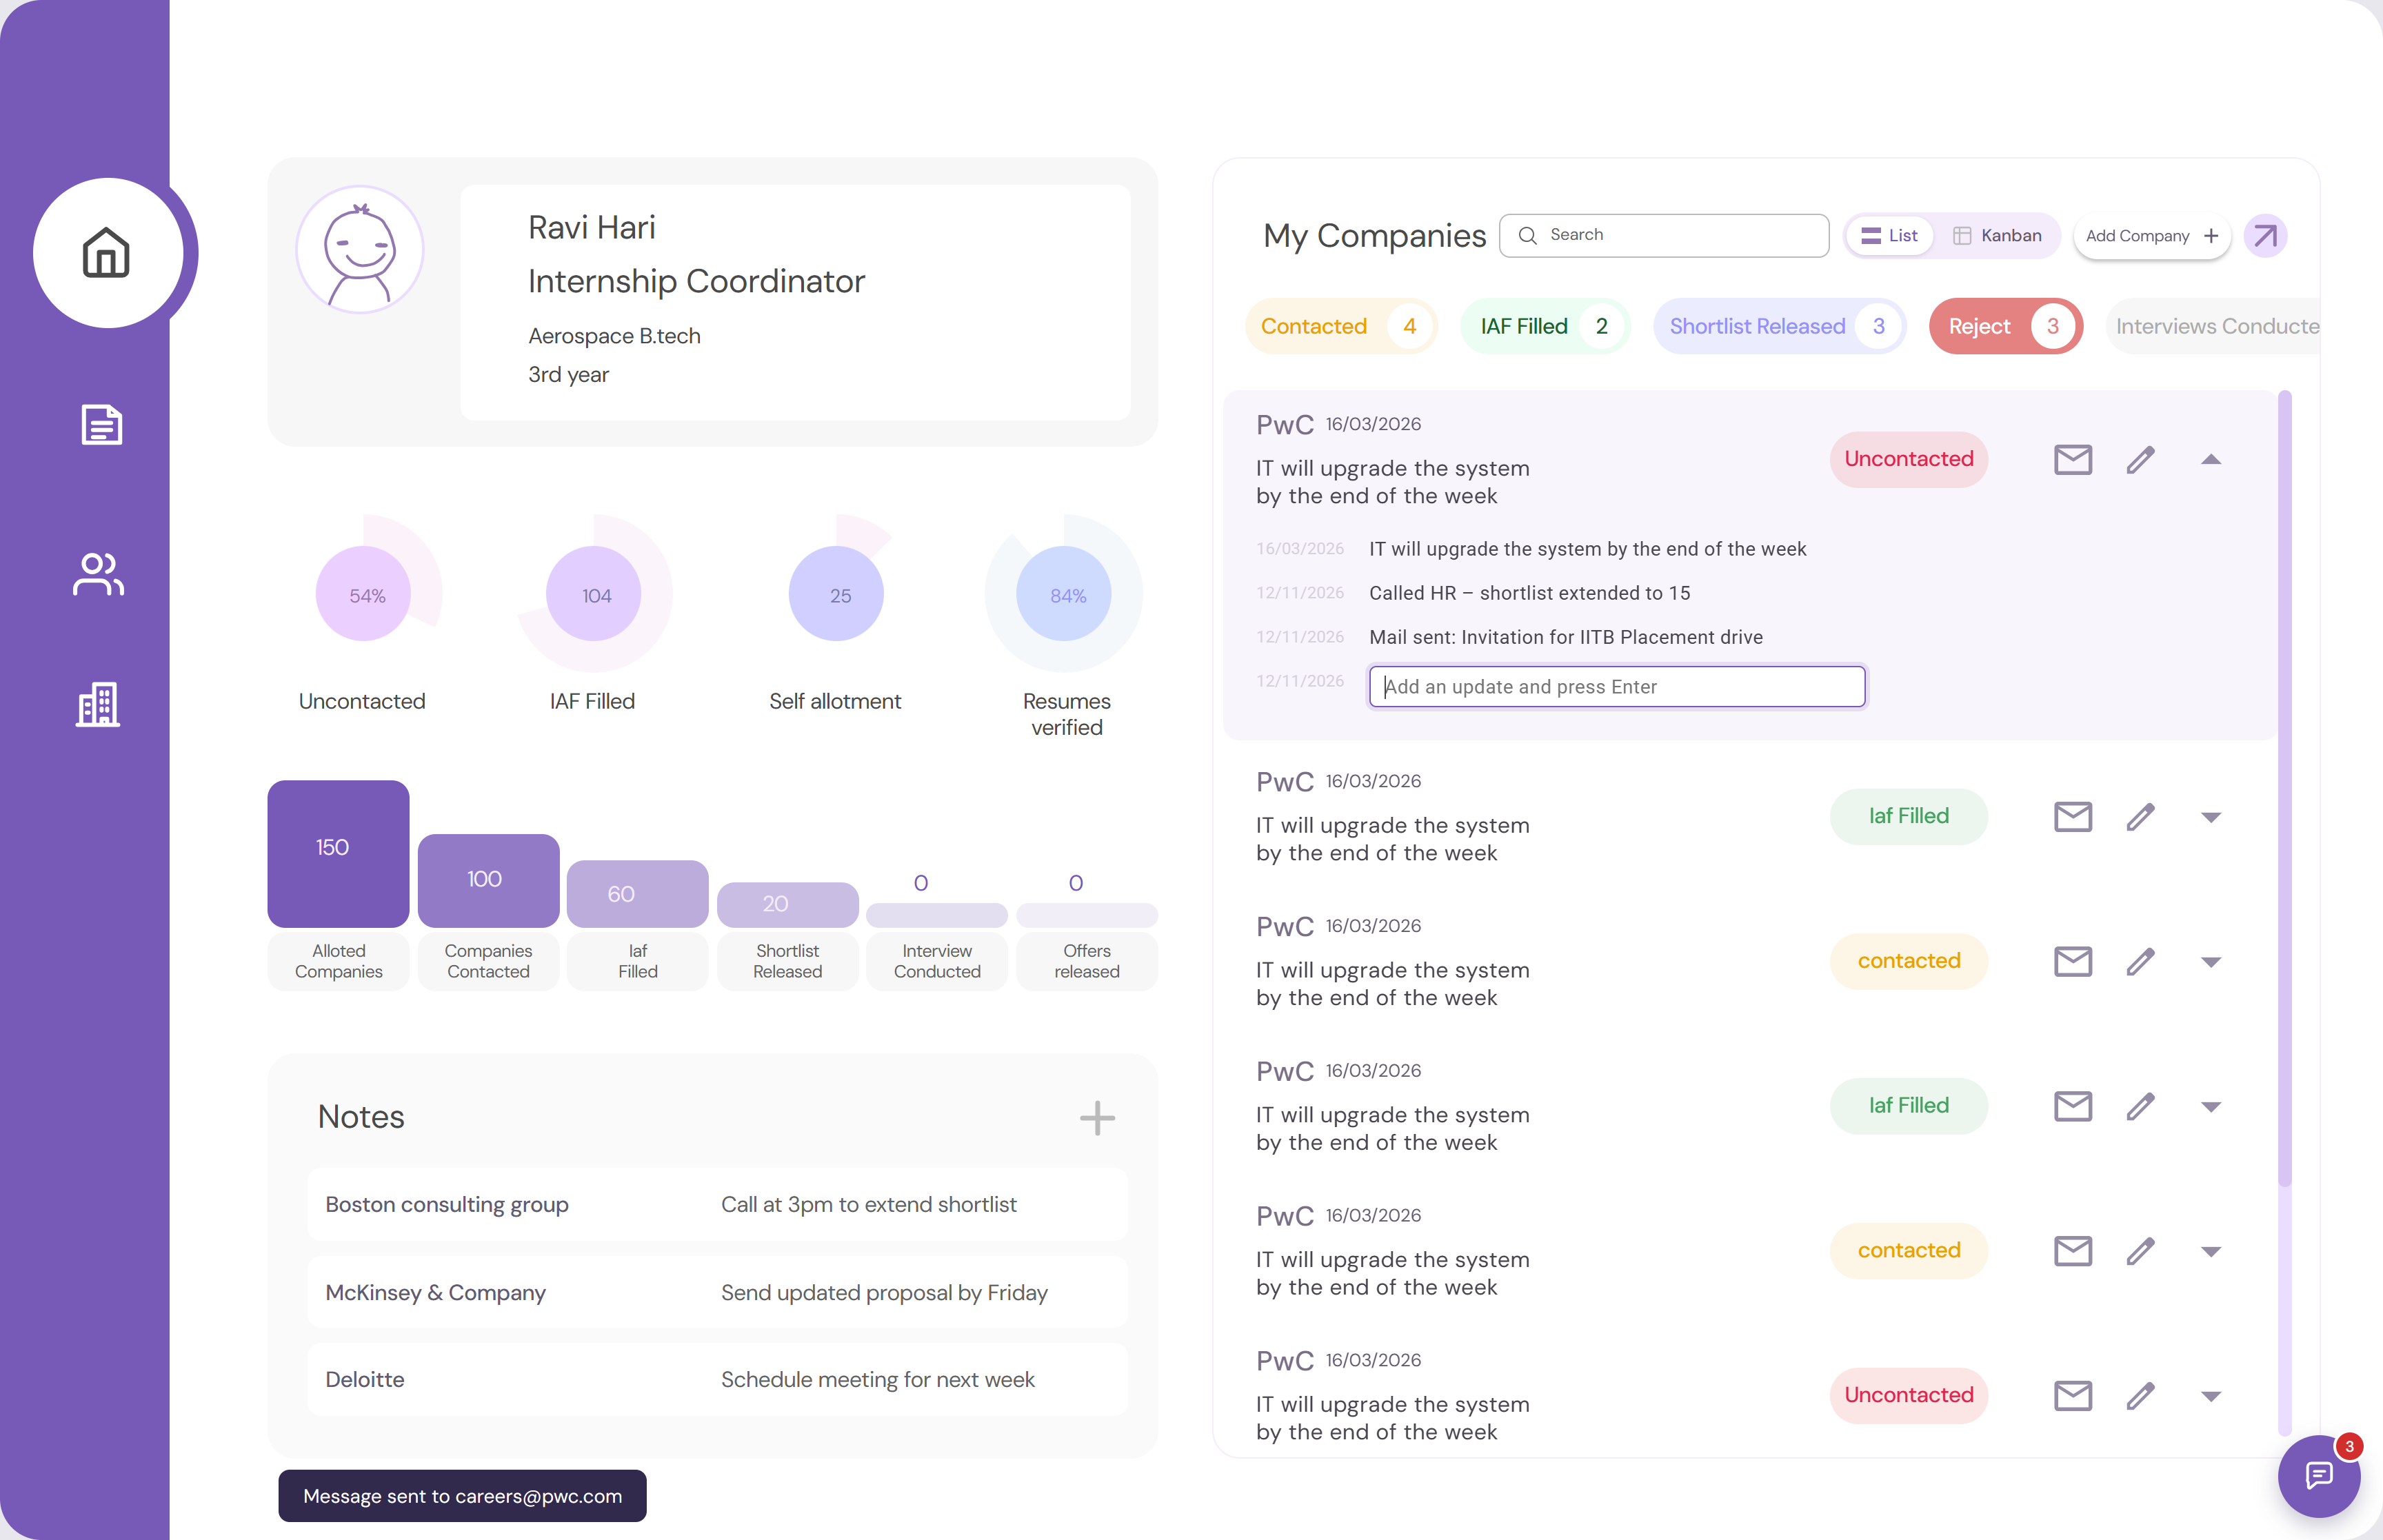 Ravi Hari
Internship Coordinator
Aerospace B.tech
3rd year
54%
104
25
84%
Uncontacted
IAF Filled
Self allotment
Resumes
verified
150
100
60
20
0
0
Alloted
Companies
Companies
Contacted
Iaf
Filled
Shortlist
Released
Interview
Conducted
Offers
released
Notes
Boston consulting group
Call at 3pm to extend shortlist
McKinsey & Company
Send updated proposal by Friday
Deloitte
Schedule meeting for next week
Message sent to careers@pwc.com
My Companies
Search
List
Kanban
Add Company
Contacted 4
IAF Filled 2
Shortlist Released 3
Reject 3
Interviews Conducte
PwC 16/03/2026
IT will upgrade the system
by the end of the week
Uncontacted
16/03/2026 IT will upgrade the system by the end of the week
12/11/2026 Called HR – shortlist extended to 15
12/11/2026 Mail sent: Invitation for IITB Placement drive
12/11/2026 Add an update and press Enter
PwC 16/03/2026
IT will upgrade the system
by the end of the week
Iaf Filled
PwC 16/03/2026
IT will upgrade the system
by the end of the week
contacted
PwC 16/03/2026
IT will upgrade the system
by the end of the week
Iaf Filled
PwC 16/03/2026
IT will upgrade the system
by the end of the week
contacted
PwC 16/03/2026
IT will upgrade the system
by the end of the week
Uncontacted
3